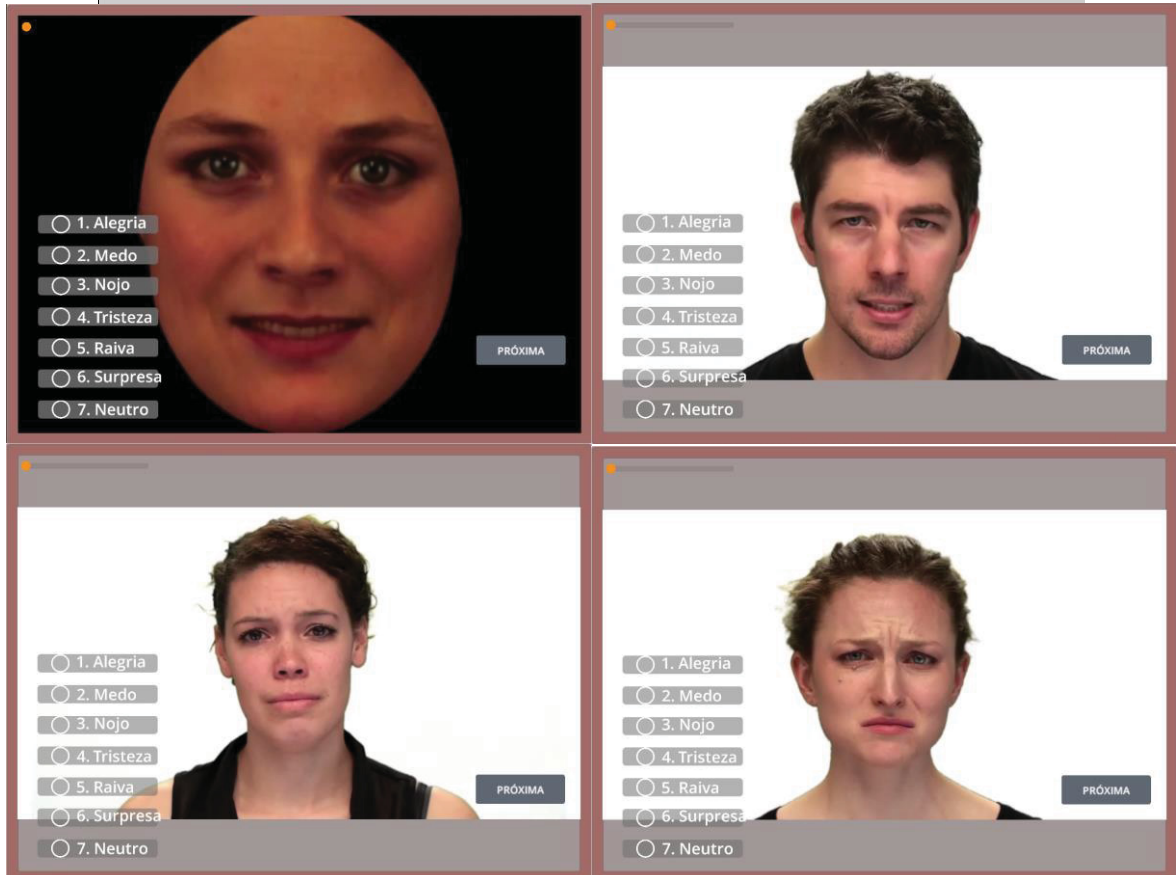 1. Alegria
2. Medo
3. Nojo
4. Tristeza
5. Raiva
6. Surpresa
7. Neutro
PRÓXIMA
1. Alegria
2. Medo
3. Nojo
4. Tristeza
5. Raiva
6. Surpresa
7. Neutro
PRÓXIMA
1. Alegria
2. Medo
3. Nojo
4. Tristeza
5. Raiva
6. Surpresa
7. Neutro
PRÓXIMA
1. Alegria
2. Medo
3. Nojo
4. Tristeza
5. Raiva
6. Surpresa
7. Neutro
PRÓXIMA